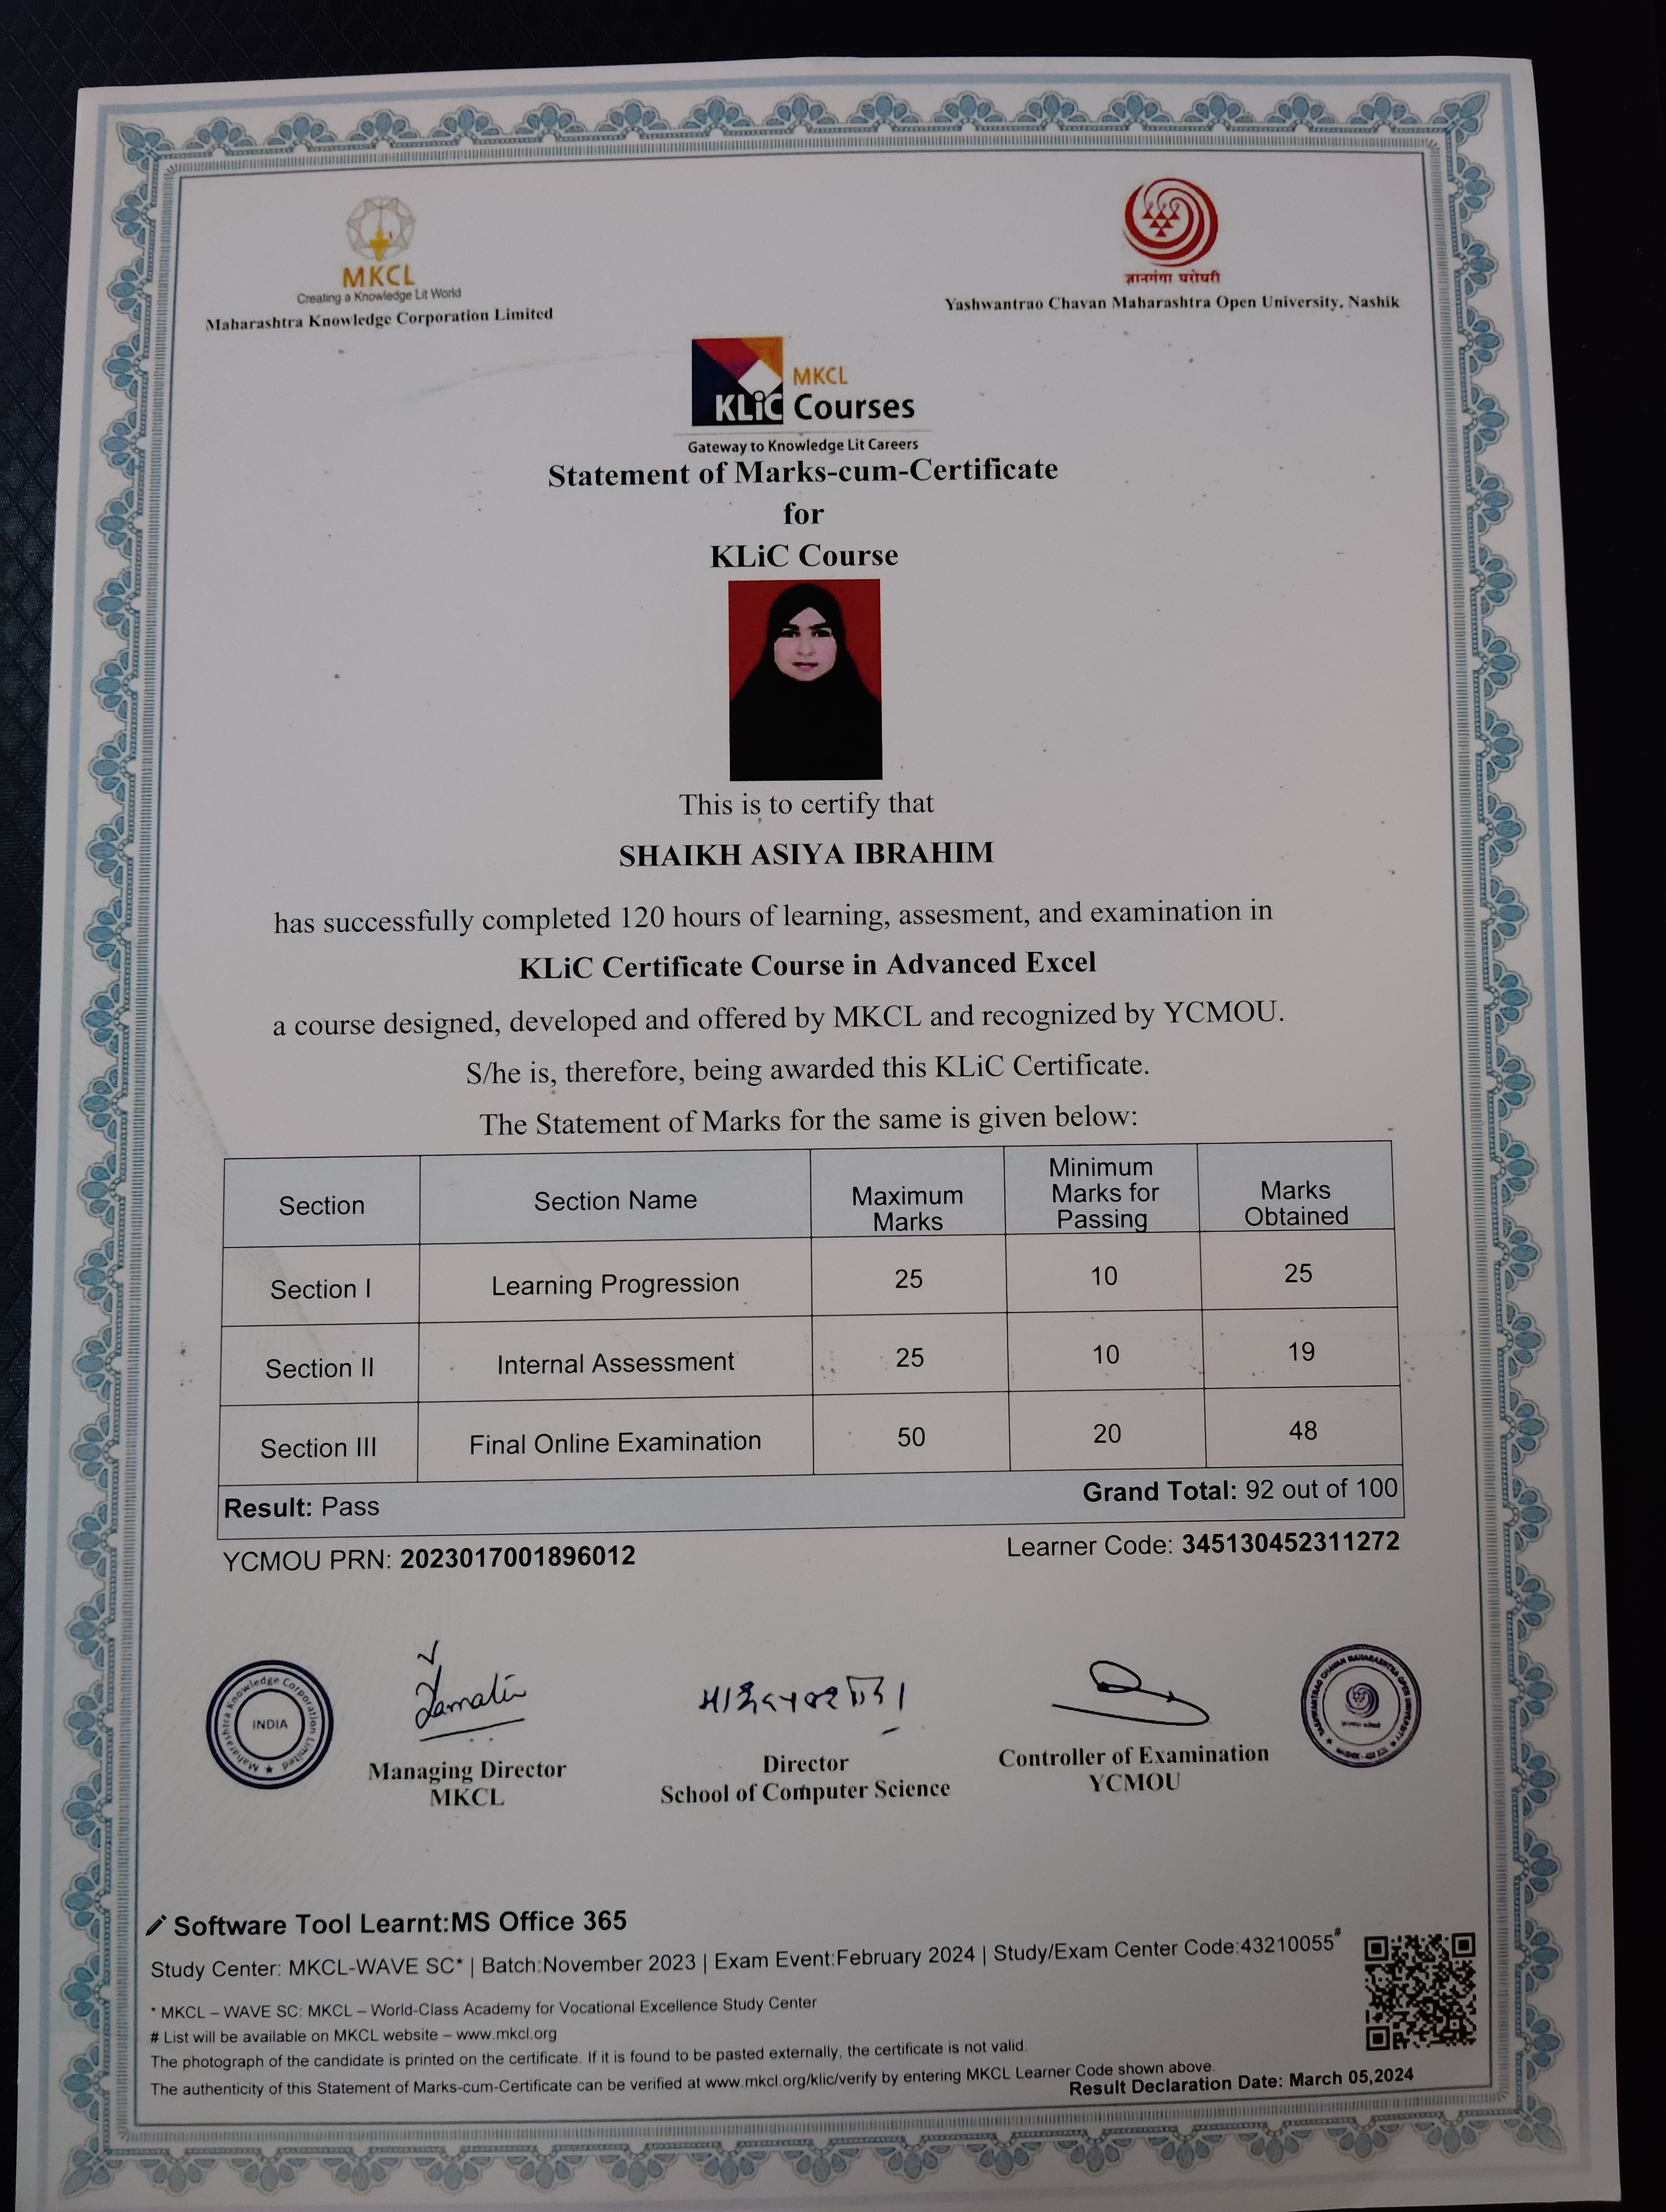 MKCL
Creating a Knowledge Lit World
Maharashtra Knowledge Corporation Limited
ज्ञानगंगा घरोघरी
Yashwantrao Chavan Maharashtra Open University, Nashik
MKCL
KLiC Courses
Gateway to Knowledge Lit Careers
Statement of Marks-cum-Certificate
for
KLiC Course
This is to certify that
SHAIKH ASIYA IBRAHIM
has successfully completed 120 hours of learning, assesment, and examination in
KLiC Certificate Course in Advanced Excel
a course designed, developed and offered by MKCL and recognized by YCMOU.
S/he is, therefore, being awarded this KLiC Certificate.
The Statement of Marks for the same is given below:
Section Section Name Maximum Marks Minimum Marks for Passing Marks Obtained
Section I Learning Progression 25 10 25
Section II Internal Assessment 25 10 19
Section III Final Online Examination 50 20 48
Result: Pass Grand Total: 92 out of 100
YCMOU PRN: 2023017001896012 Learner Code: 345130452311272
Maharashtra Knowledge Corporation Limited
INDIA
Managing Director
MKCL
Director
School of Computer Science
Controller of Examination
YCMOU
YASHWANTRAO CHAVAN MAHARASHTRA OPEN UNIVERSITY
Software Tool Learnt:MS Office 365
Study Center: MKCL-WAVE SC* | Batch:November 2023 | Exam Event:February 2024 | Study/Exam Center Code:43210055#
* MKCL – WAVE SC: MKCL – World-Class Academy for Vocational Excellence Study Center
# List will be available on MKCL website – www.mkcl.org
The photograph of the candidate is printed on the certificate. If it is found to be pasted externally, the certificate is not valid.
The authenticity of this Statement of Marks-cum-Certificate can be verified at www.mkcl.org/klic/verify by entering MKCL Learner Code shown above.
Result Declaration Date: March 05,2024